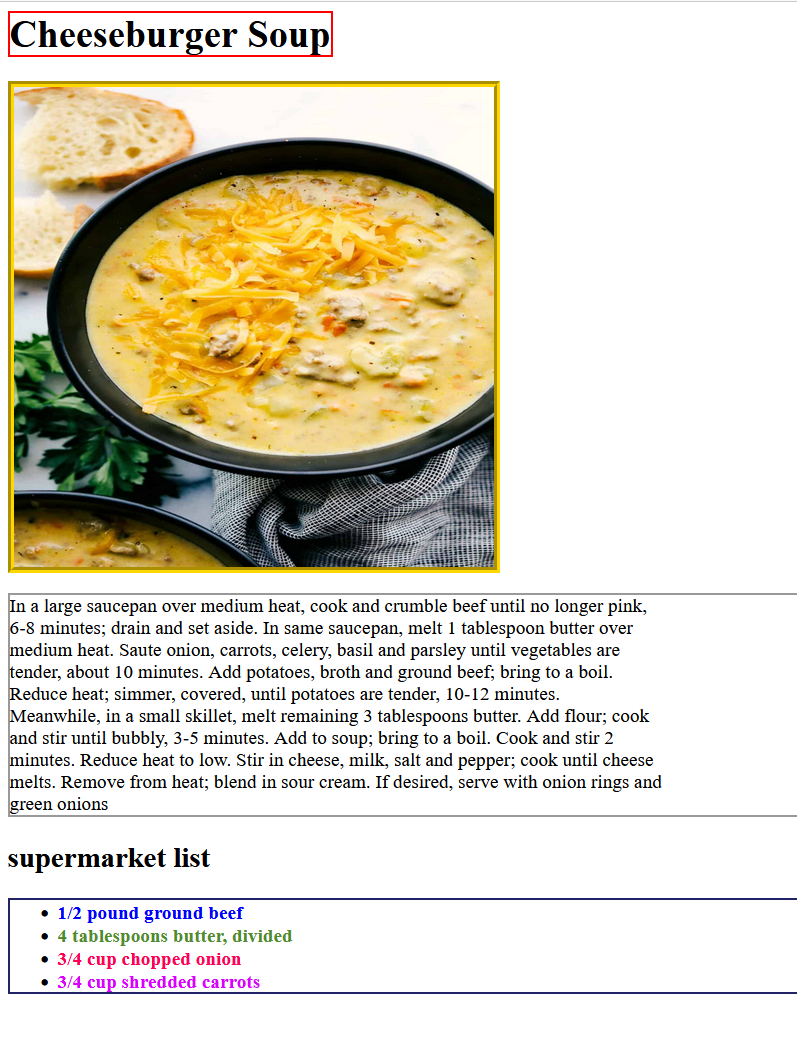 Cheeseburger Soup
In a large saucepan over medium heat, cook and crumble beef until no longer pink,
6-8 minutes; drain and set aside. In same saucepan, melt 1 tablespoon butter over
medium heat. Saute onion, carrots, celery, basil and parsley until vegetables are
tender, about 10 minutes. Add potatoes, broth and ground beef; bring to a boil.
Reduce heat; simmer, covered, until potatoes are tender, 10-12 minutes.
Meanwhile, in a small skillet, melt remaining 3 tablespoons butter. Add flour; cook
and stir until bubbly, 3-5 minutes. Add to soup; bring to a boil. Cook and stir 2
minutes. Reduce heat to low. Stir in cheese, milk, salt and pepper; cook until cheese
melts. Remove from heat; blend in sour cream. If desired, serve with onion rings and
green onions
supermarket list
• 1/2 pound ground beef
• 4 tablespoons butter, divided
• 3/4 cup chopped onion
• 3/4 cup shredded carrots